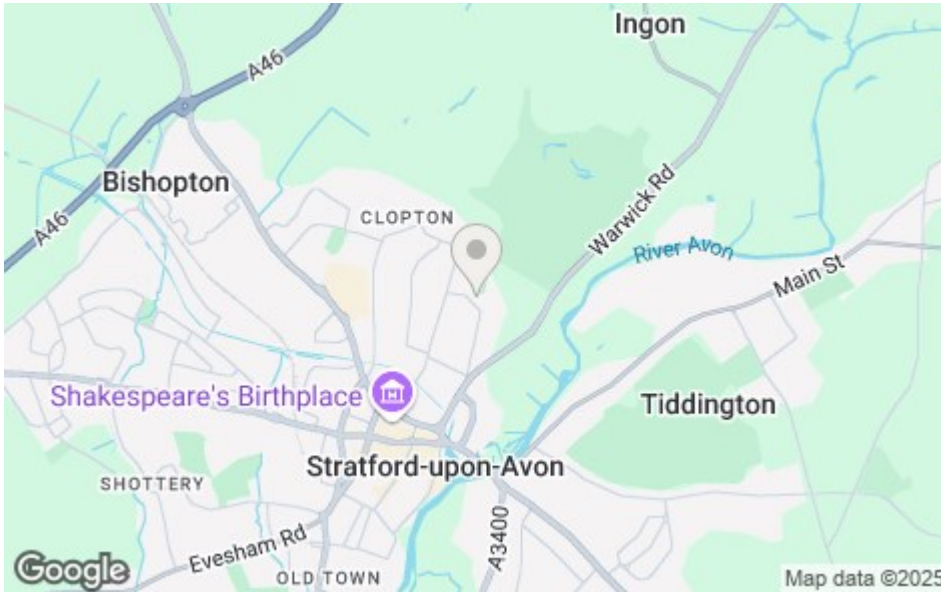 Ingon
A46
Bishopton
CLOPTON
Warwick Rd
A46
River Avon
Main St
Shakespeare's Birthplace
Tiddington
Stratford-upon-Avon
SHOTTERY
A3400
Evesham Rd
OLD TOWN
Google
Map data ©2025